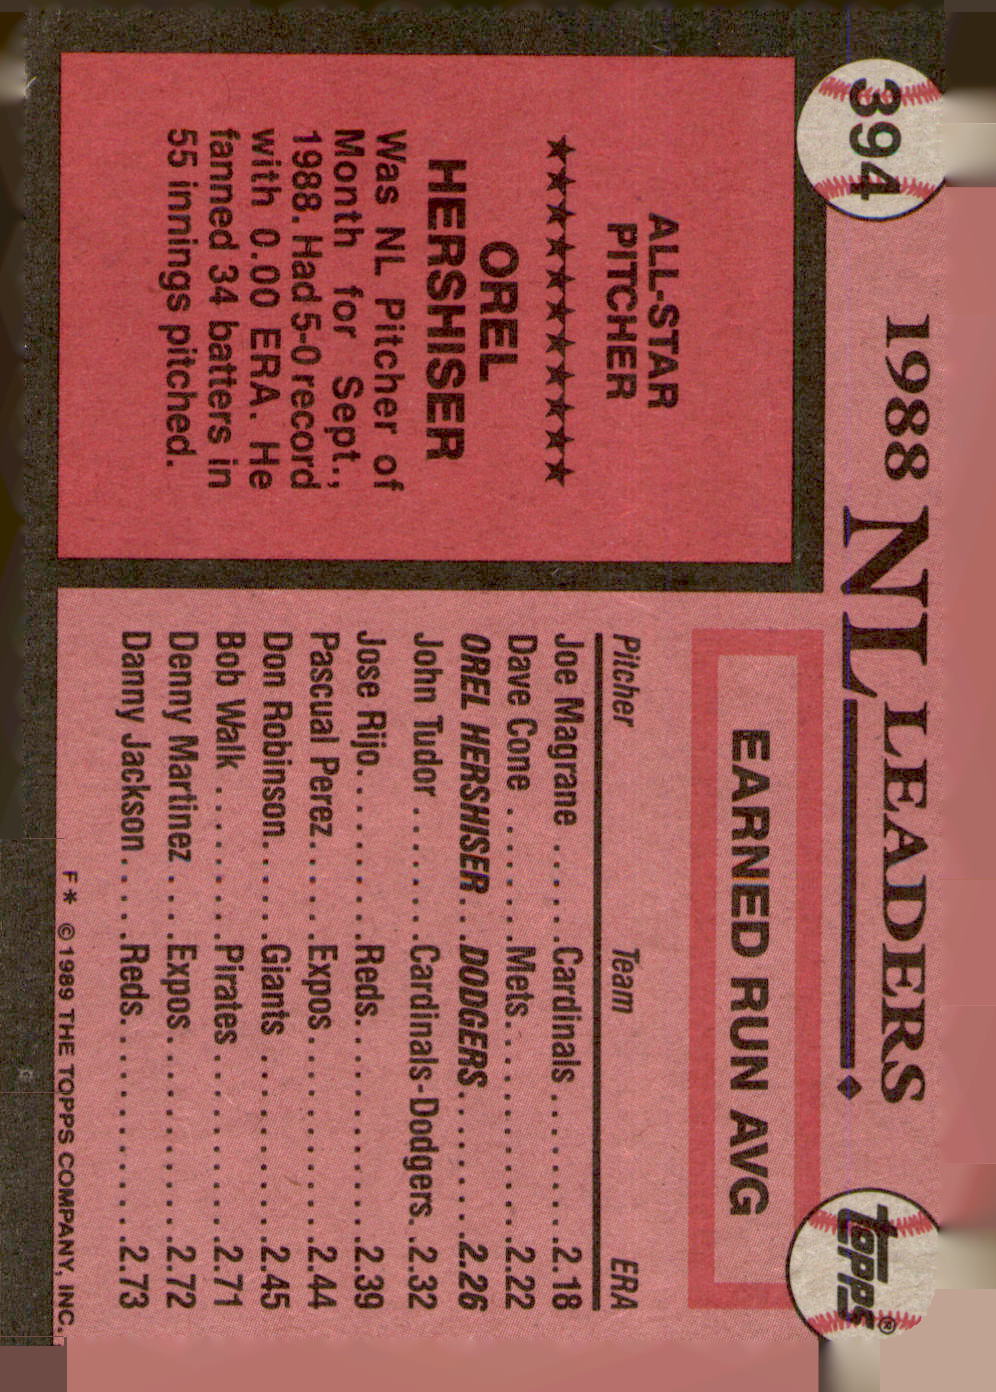 394
1988 NL LEADERS
TOPPS®
ALL-STAR
PITCHER
★★★★★★★★★★★
OREL
HERSHISER
Was NL Pitcher of
Month for Sept.,
1988. Had 5-0 record
with 0.00 ERA. He
fanned 34 batters in
55 innings pitched.
EARNED RUN AVG
Pitcher Team ERA
Joe Magrane .....Cardinals .........2.18
Dave Cone ........Mets.............2.22
OREL HERSHISER ..DODGERS........2.26
John Tudor ........Cardinals-Dodgers..2.32
Jose Rijo..........Reds............2.39
Pascual Perez.....Expos...........2.44
Don Robinson.....Giants ...........2.45
Bob Walk .........Pirates ..........2.71
Denny Martinez ...Expos...........2.72
Danny Jackson....Reds............2.73
F* © 1989 THE TOPPS COMPANY, INC.